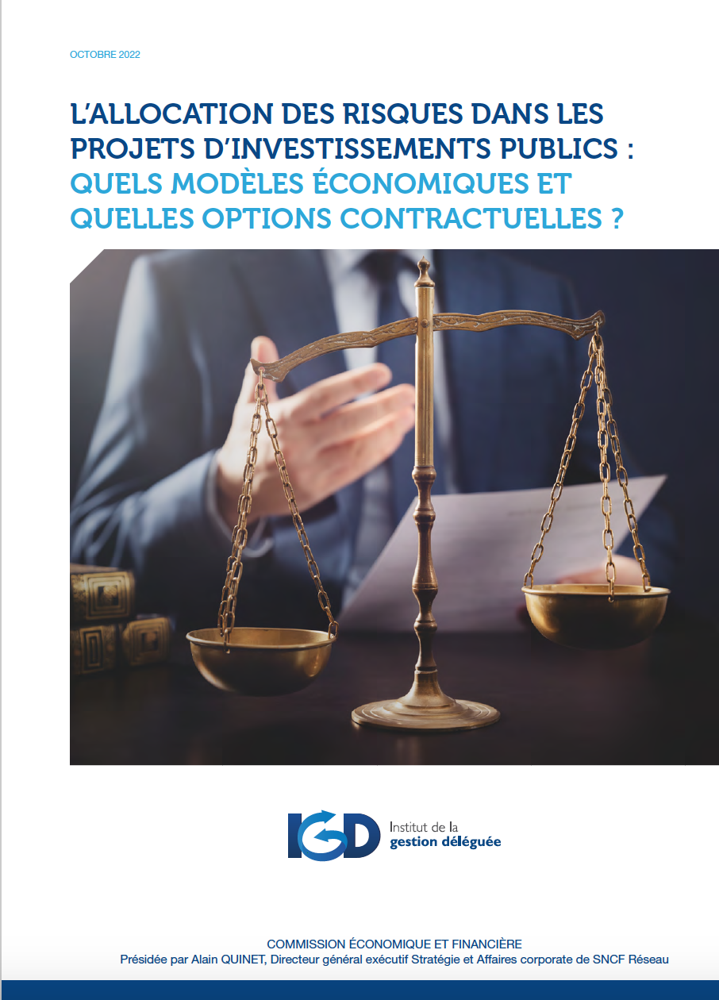 OCTOBRE 2022
L'ALLOCATION DES RISQUES DANS LES
PROJETS D'INVESTISSEMENTS PUBLICS :
QUELS MODÈLES ÉCONOMIQUES ET
QUELLES OPTIONS CONTRACTUELLES ?
IGD
Institut de la
gestion déléguée
COMMISSION ÉCONOMIQUE ET FINANCIÈRE
Présidée par Alain QUINET, Directeur général exécutif Stratégie et Affaires corporate de SNCF Réseau